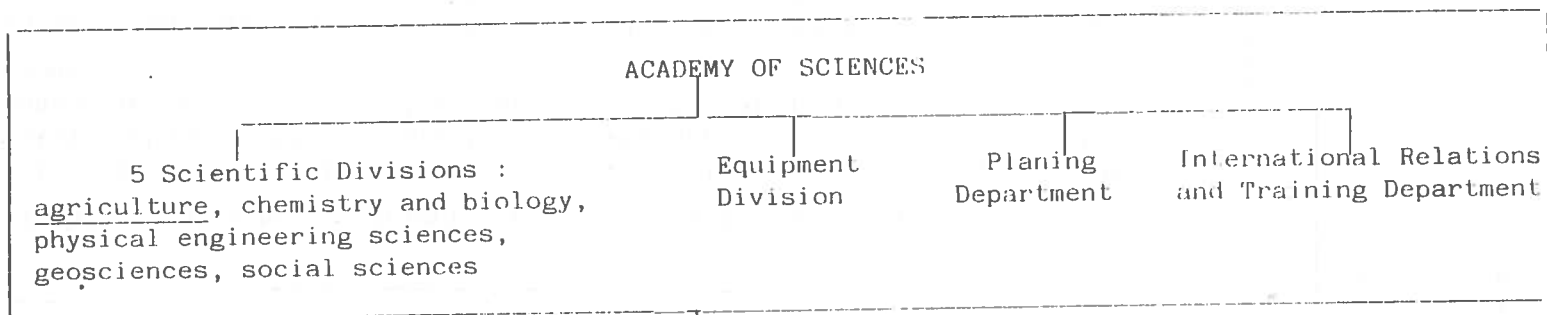 ACADEMY OF SCIENCES
5 Scientific Divisions :
agriculture, chemistry and biology,
physical engineering sciences,
geosciences, social sciences
Equipment
Division
Planing
Department
International Relations
and Training Department